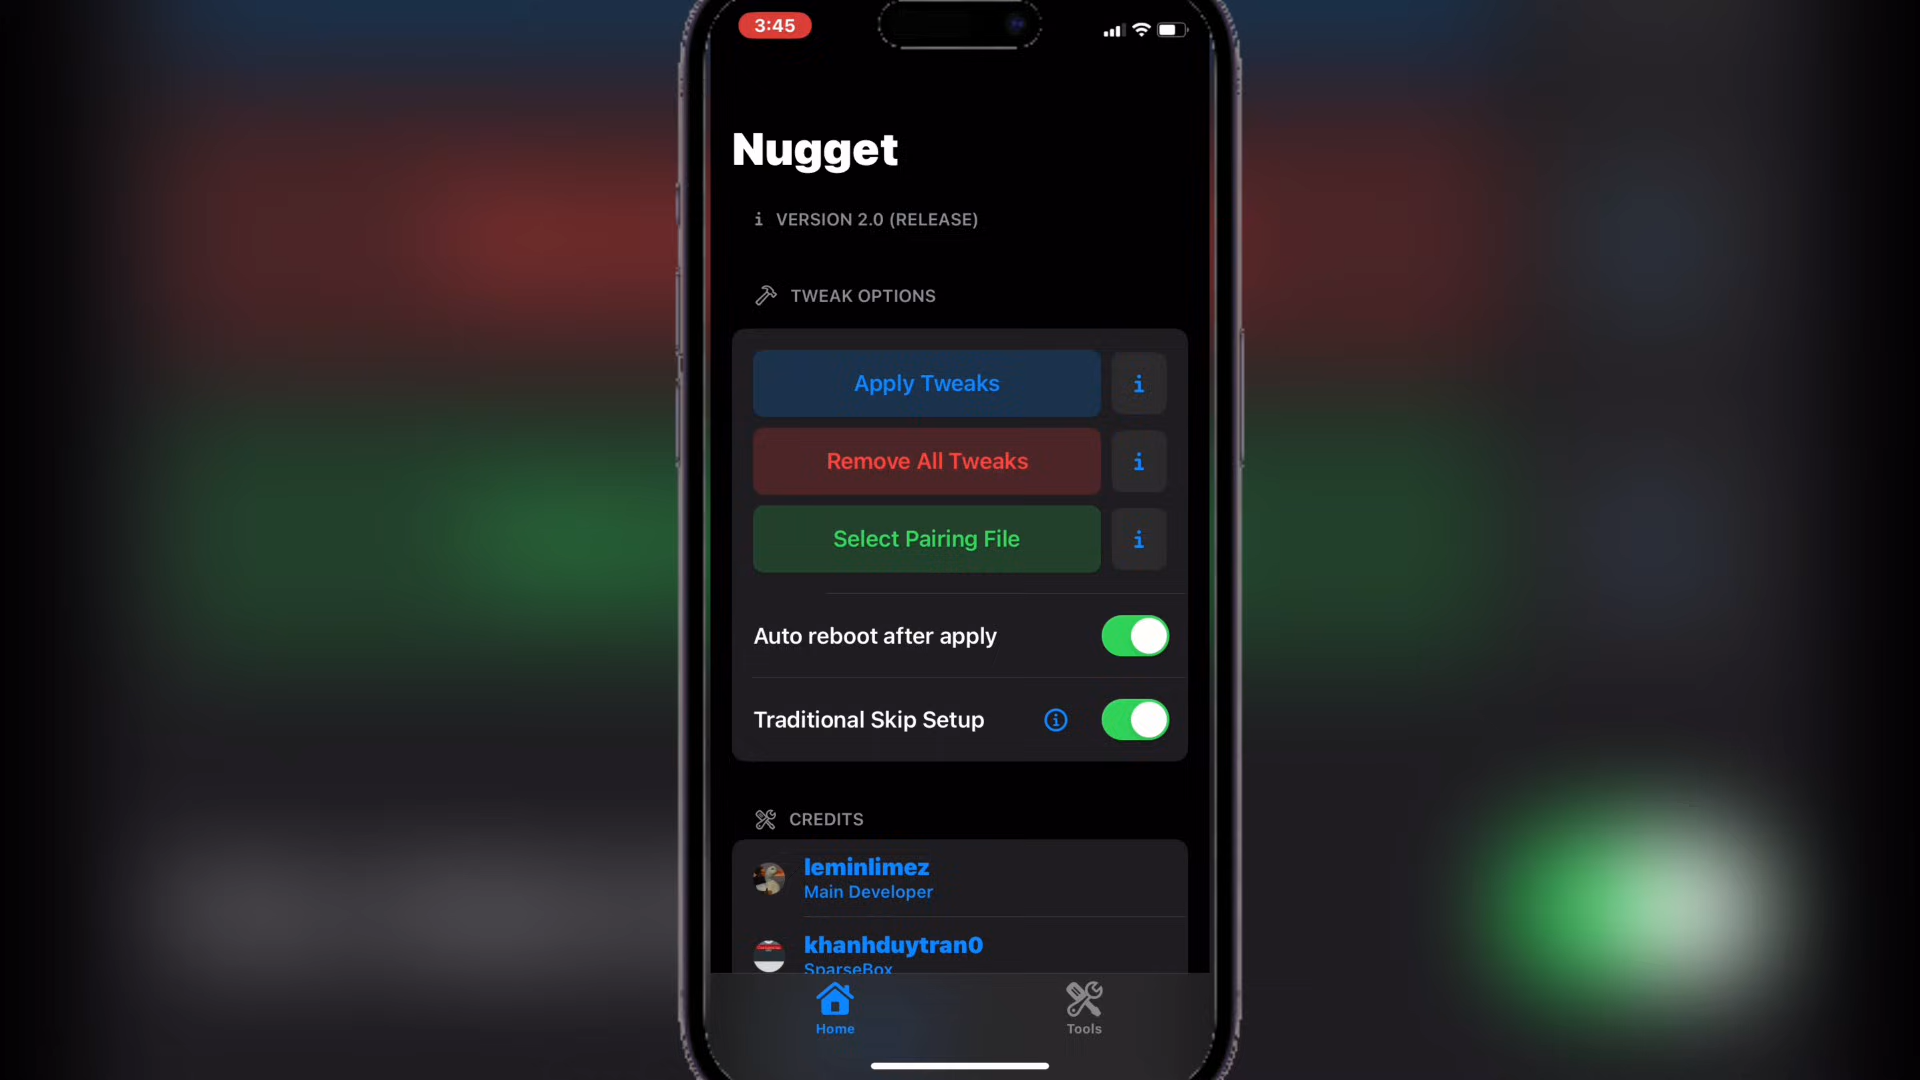 3:45
Nugget
i VERSION 2.0 (RELEASE)
TWEAK OPTIONS
Apply Tweaks i
Remove All Tweaks i
Select Pairing File i
Auto reboot after apply
Traditional Skip Setup i
CREDITS
leminlimez
Main Developer
khanhduytran0
SparseBox
Home Tools